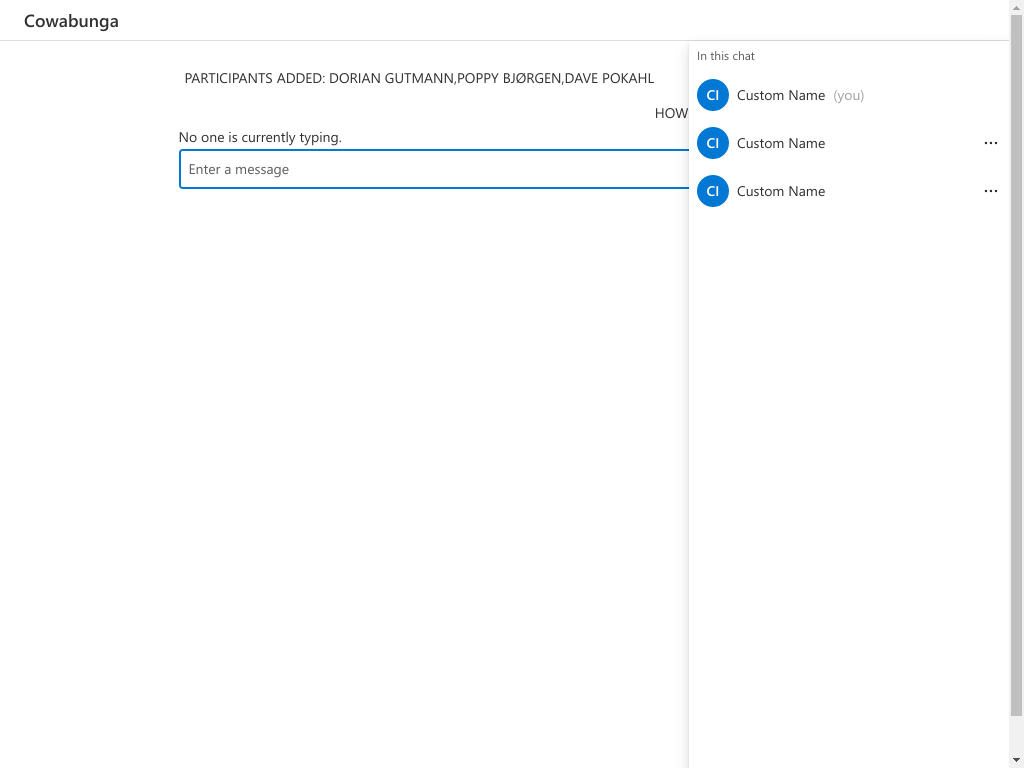 Cowabunga
PARTICIPANTS ADDED: DORIAN GUTMANN,POPPY BJØRGEN,DAVE POKAHL
HOW
No one is currently typing.
Enter a message
In this chat
CI Custom Name (you)
CI Custom Name
CI Custom Name